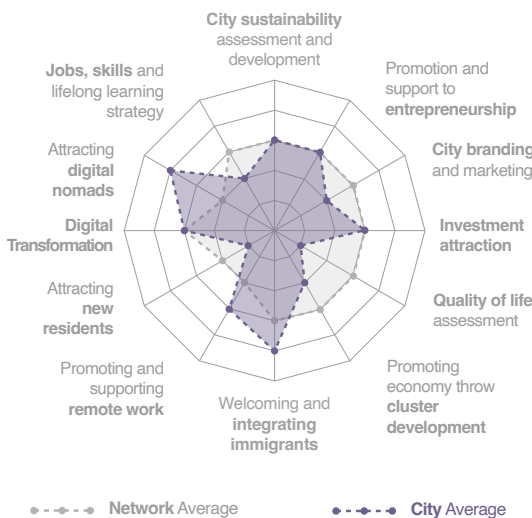 City sustainability
assessment and
development
Promotion and
support to
entrepreneurship
City branding
and marketing
Investment
attraction
Quality of life
assessment
Promoting
economy throw
cluster
development
Welcoming and
integrating
immigrants
Promoting and
supporting
remote work
Attracting
new
residents
Digital
Transformation
Attracting
digital
nomads
Jobs, skills and
lifelong learning
strategy
Network Average
City Average